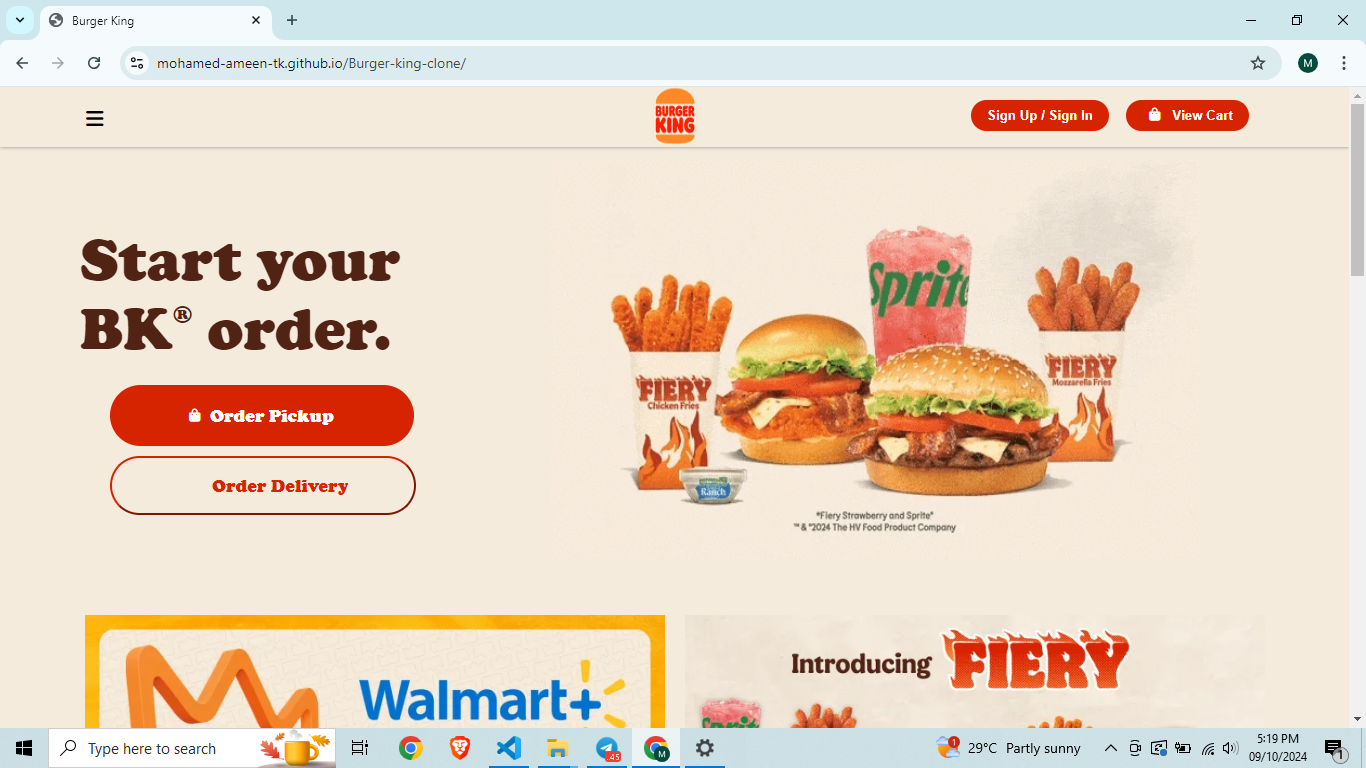 Burger King
mohamed-ameen-tk.github.io/Burger-king-clone/
M
BURGER
KING
Sign Up / Sign In
View Cart
Start your
BK® order.
Order Pickup
Order Delivery
Sprite
FIERY
Chicken Fries
FIERY
Mozzarella Fries
Ranch
*Fiery Strawberry and Sprite*
™ & ®2024 The HV Food Product Company
Walmart+
Introducing FIERY
Sprite
Type here to search
.45
M
1
29°C Partly sunny
5:19 PM
09/10/2024
1